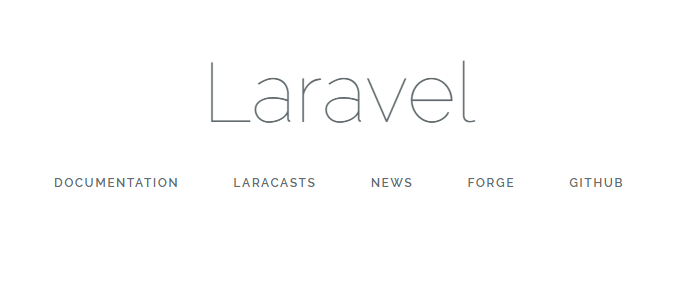 Laravel
DOCUMENTATION LARACASTS NEWS FORGE GITHUB